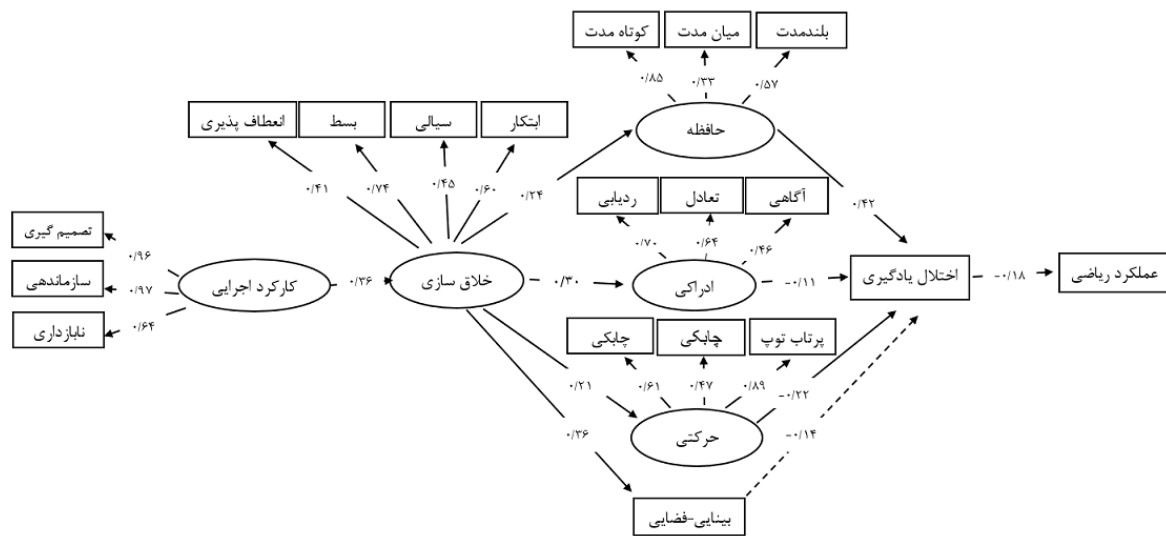 کوتاه مدت
میان مدت
بلندمدت
۰/۸۵
۰/۳۳
۰/۵۷
حافظه
انعطاف پذیری
بسط
سیالی
ابتکار
۰/۴۱
۰/۷۴
۰/۴۵
۰/۶۰
۰/۲۴
۰/۴۲
ردیابی
تعادل
آگاهی
۰/۷۰
۰/۶۴
۰/۴۶
تصمیم گیری
سازماندهی
نابازداری
۰/۹۶
۰/۹۷
۰/۶۴
کارکرد اجرایی
۰/۳۶
خلاق سازی
۰/۳۰
ادراکی
-۰/۱۱
اختلال یادگیری
-۰/۱۸
عملکرد ریاضی
چابکی
چابکی
پرتاب توپ
۰/۶۱
۰/۴۷
۰/۸۹
۰/۲۱
-۰/۲۲
حرکتی
۰/۳۶
-۰/۱۴
بینایی-فضایی